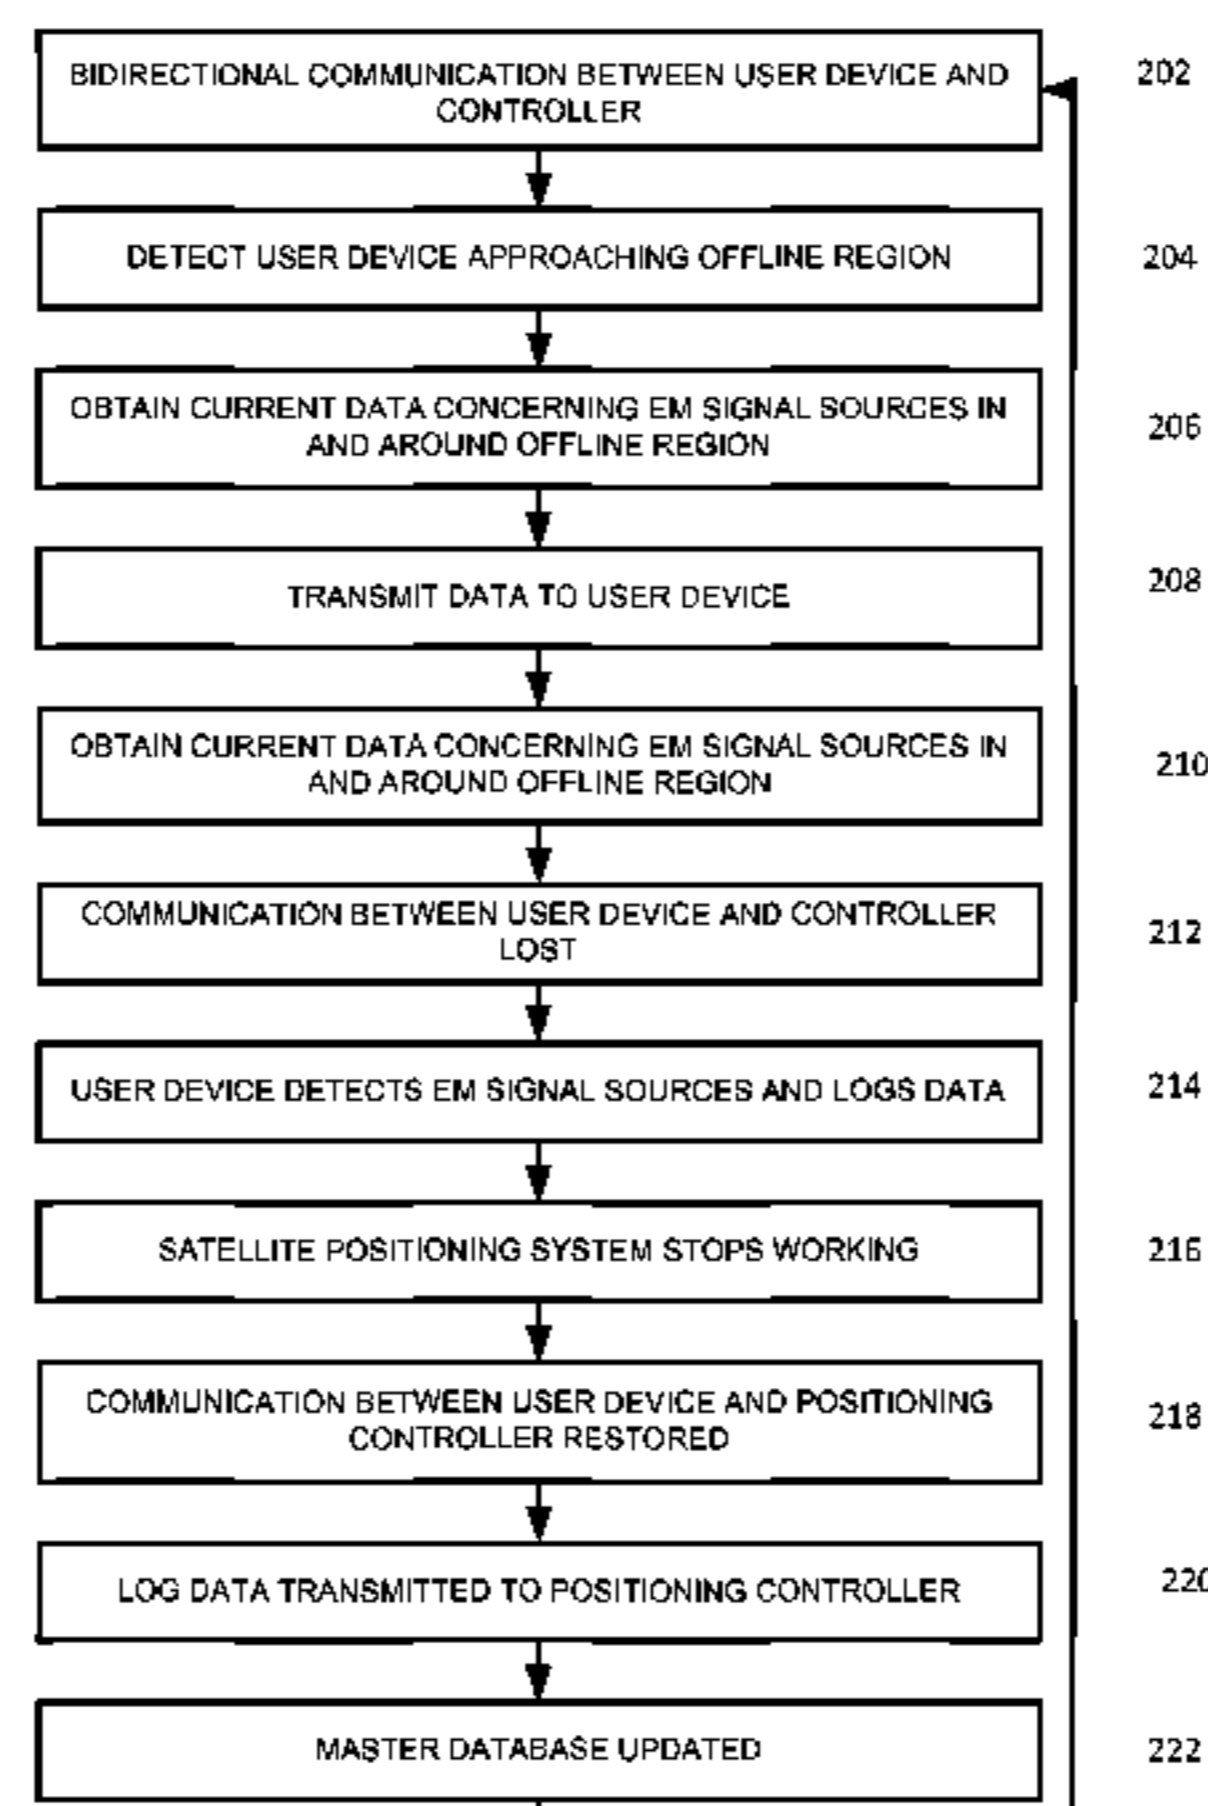 BIDIRECTIONAL COMMUNICATION BETWEEN USER DEVICE AND
CONTROLLER
202
DETECT USER DEVICE APPROACHING OFFLINE REGION
204
OBTAIN CURRENT DATA CONCERNING EM SIGNAL SOURCES IN
AND AROUND OFFLINE REGION
206
TRANSMIT DATA TO USER DEVICE
208
OBTAIN CURRENT DATA CONCERNING EM SIGNAL SOURCES IN
AND AROUND OFFLINE REGION
210
COMMUNICATION BETWEEN USER DEVICE AND CONTROLLER
LOST
212
USER DEVICE DETECTS EM SIGNAL SOURCES AND LOGS DATA
214
SATELLITE POSITIONING SYSTEM STOPS WORKING
216
COMMUNICATION BETWEEN USER DEVICE AND POSITIONING
CONTROLLER RESTORED
218
LOG DATA TRANSMITTED TO POSITIONING CONTROLLER
220
MASTER DATABASE UPDATED
222